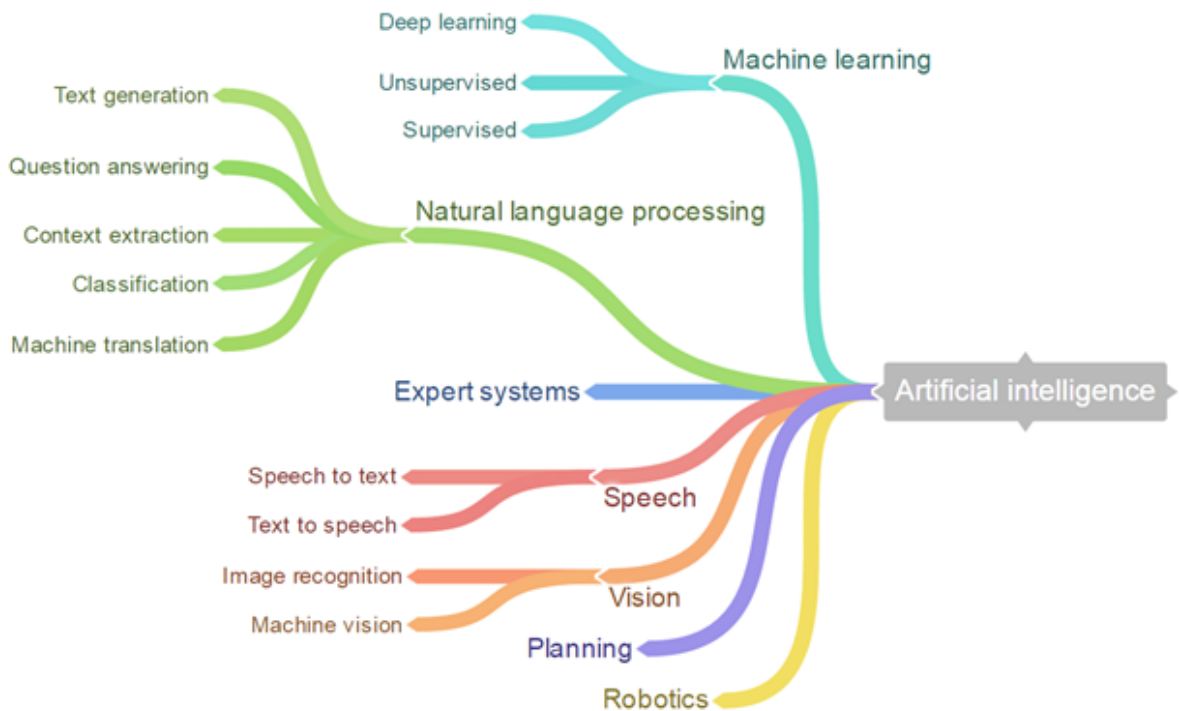 Deep learning
Machine learning
Unsupervised
Text generation
Supervised
Question answering
Natural language processing
Context extraction
Classification
Machine translation
Artificial intelligence
Expert systems
Speech to text
Speech
Text to speech
Image recognition
Vision
Machine vision
Planning
Robotics